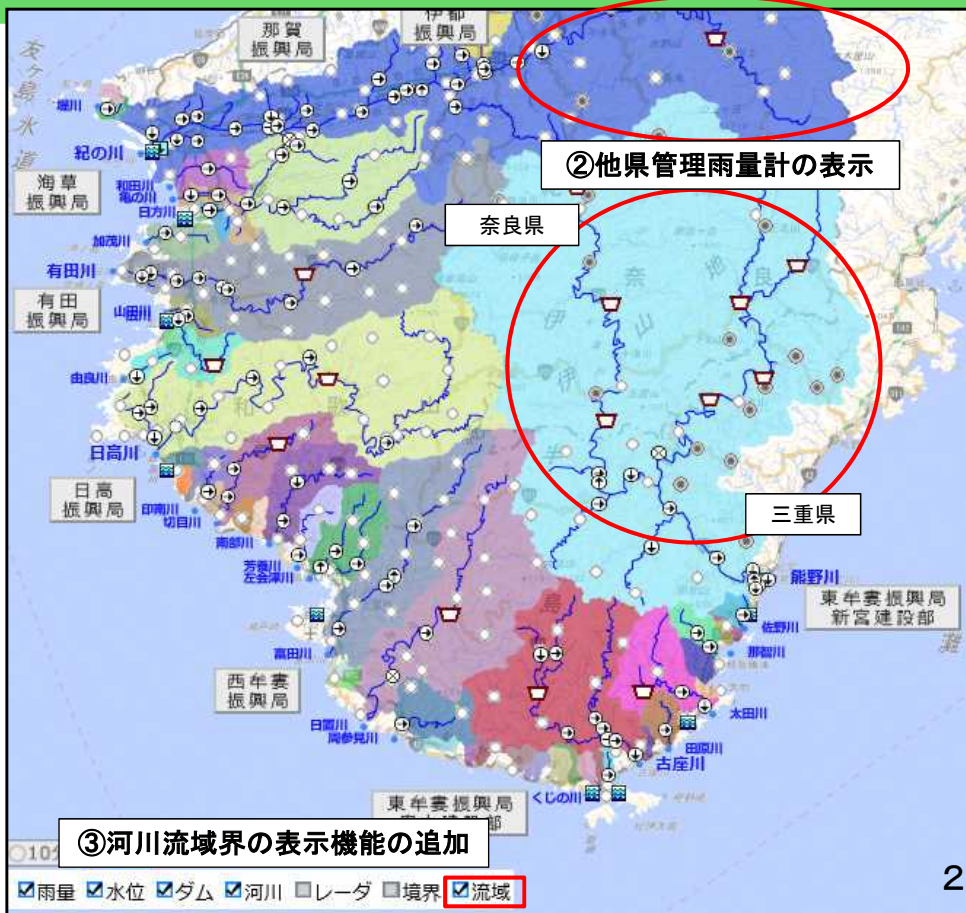 那賀
振興局
伊都
振興局
友ヶ島水道
堀川
紀の川
海草
振興局
和田川
亀の川
日方川
加茂川
有田川
有田
振興局
山田川
由良川
日高川
日高
振興局
印南川
切目川
南部川
芳養川
左会津川
富田川
西牟婁
振興局
日置川
周参見川
②他県管理雨量計の表示
奈良県
三重県
熊野川
東牟婁振興局
新宮建設部
佐野川
那智川
灘
太田川
田原川
古座川
くじの川
東牟婁振興局
③河川流域界の表示機能の追加
雨量 水位 ダム 河川 レーダ 境界 流域
2